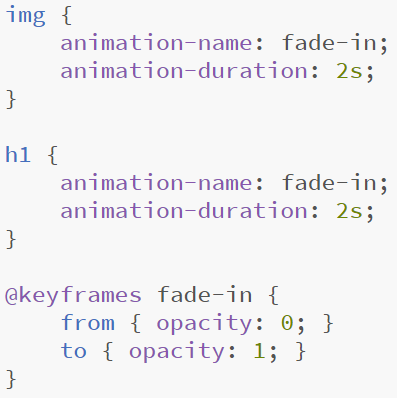 img {
    animation-name: fade-in;
    animation-duration: 2s;
}

h1 {
    animation-name: fade-in;
    animation-duration: 2s;
}

@keyframes fade-in {
    from { opacity: 0; }
    to { opacity: 1; }
}